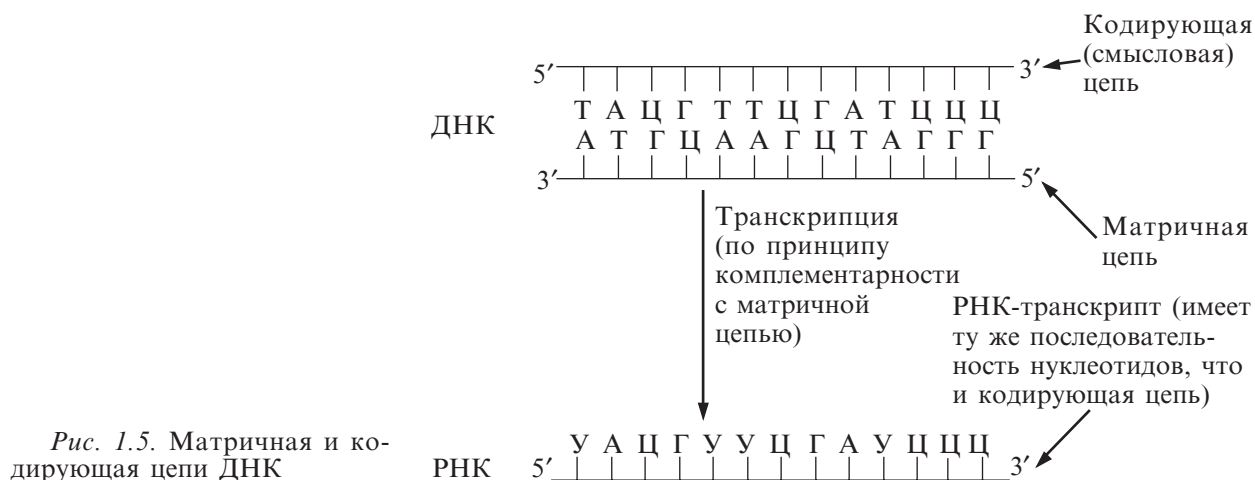 Кодирующая
(смысловая)
цепь
5′ 3′
Т А Ц Г Т Т Ц Г А Т Ц Ц Ц
ДНК
А Т Г Ц А А Г Ц Т А Г Г Г
3′ 5′
Транскрипция
(по принципу
комплементарности
с матричной
цепью)
Матричная
цепь
РНК-транскрипт (имеет
ту же последователь-
ность нуклеотидов, что
и кодирующая цепь)
Рис. 1.5. Матричная и ко-
дирующая цепи ДНК
У А Ц Г У У Ц Г А У Ц Ц Ц
РНК 5′ 3′